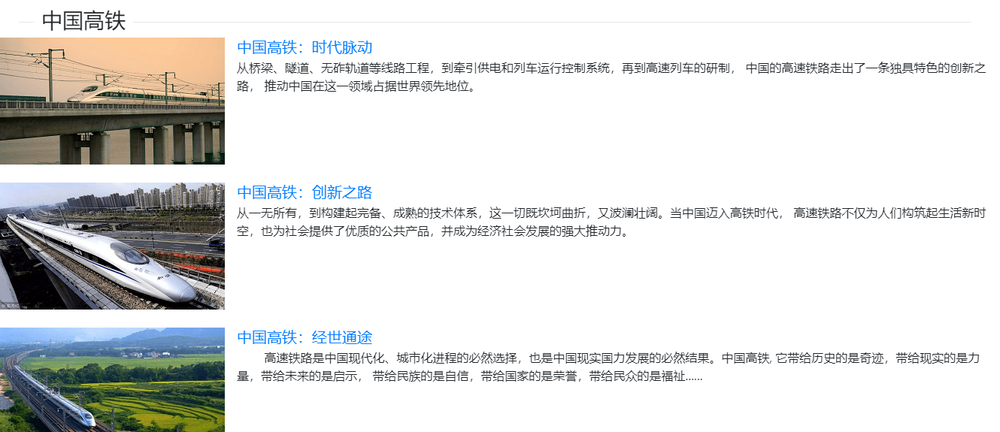 中国高铁
中国高铁：时代脉动
从桥梁、隧道、无砟轨道等线路工程，到牵引供电和列车运行控制系统，再到高速列车的研制， 中国的高速铁路走出了一条独具特色的创新之
路， 推动中国在这一领域占据世界领先地位。
中国高铁：创新之路
从一无所有，到构建起完备、成熟的技术体系，这一切既坎坷曲折，又波澜壮阔。当中国迈入高铁时代， 高速铁路不仅为人们构筑起生活新时
空，也为社会提供了优质的公共产品，并成为经济社会发展的强大推动力。
和谐
© 东方IC
中国高铁：经世通途
高速铁路是中国现代化、城市化进程的必然选择，也是中国现实国力发展的必然结果。中国高铁, 它带给历史的是奇迹，带给现实的是力
量，带给未来的是启示， 带给民族的是自信，带给国家的是荣誉，带给民众的是福祉......